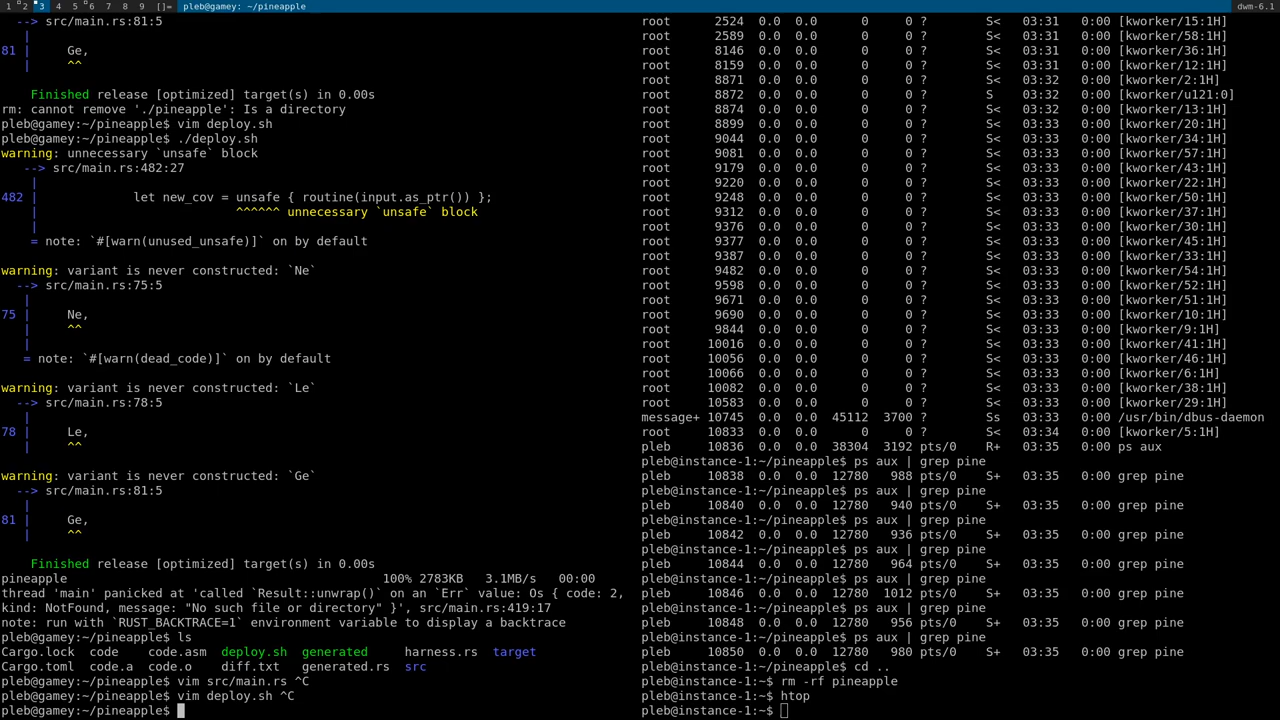 1 2 3 4 5 6 7 8 9 []= pleb@gamey: ~/pineapple dwm-6.1
--> src/main.rs:81:5
|
81 | Ge,
| ^^
Finished release [optimized] target(s) in 0.00s
rm: cannot remove './pineapple': Is a directory
pleb@gamey:~/pineapple$ vim deploy.sh
pleb@gamey:~/pineapple$ ./deploy.sh
warning: unnecessary `unsafe` block
--> src/main.rs:482:27
|
482 | let new_cov = unsafe { routine(input.as_ptr()) };
| ^^^^^^ unnecessary `unsafe` block
|
= note: `#[warn(unused_unsafe)]` on by default
warning: variant is never constructed: `Ne`
--> src/main.rs:75:5
|
75 | Ne,
| ^^
|
= note: `#[warn(dead_code)]` on by default
warning: variant is never constructed: `Le`
--> src/main.rs:78:5
|
78 | Le,
| ^^
warning: variant is never constructed: `Ge`
--> src/main.rs:81:5
|
81 | Ge,
| ^^
Finished release [optimized] target(s) in 0.00s
pineapple 100% 2783KB 3.1MB/s 00:00
thread 'main' panicked at 'called `Result::unwrap()` on an `Err` value: Os { code: 2,
kind: NotFound, message: "No such file or directory" }', src/main.rs:419:17
note: run with `RUST_BACKTRACE=1` environment variable to display a backtrace
pleb@gamey:~/pineapple$ ls
Cargo.lock code code.asm deploy.sh generated harness.rs target
Cargo.toml code.a code.o diff.txt generated.rs src
pleb@gamey:~/pineapple$ vim src/main.rs ^C
pleb@gamey:~/pineapple$ vim deploy.sh ^C
pleb@gamey:~/pineapple$
root 2524 0.0 0.0 0 0 ? S< 03:31 0:00 [kworker/15:1H]
root 2589 0.0 0.0 0 0 ? S< 03:31 0:00 [kworker/58:1H]
root 8146 0.0 0.0 0 0 ? S< 03:31 0:00 [kworker/36:1H]
root 8159 0.0 0.0 0 0 ? S< 03:31 0:00 [kworker/12:1H]
root 8871 0.0 0.0 0 0 ? S< 03:32 0:00 [kworker/2:1H]
root 8872 0.0 0.0 0 0 ? S 03:32 0:00 [kworker/u121:0]
root 8874 0.0 0.0 0 0 ? S< 03:32 0:00 [kworker/13:1H]
root 8899 0.0 0.0 0 0 ? S< 03:33 0:00 [kworker/20:1H]
root 9044 0.0 0.0 0 0 ? S< 03:33 0:00 [kworker/34:1H]
root 9081 0.0 0.0 0 0 ? S< 03:33 0:00 [kworker/57:1H]
root 9179 0.0 0.0 0 0 ? S< 03:33 0:00 [kworker/43:1H]
root 9220 0.0 0.0 0 0 ? S< 03:33 0:00 [kworker/22:1H]
root 9248 0.0 0.0 0 0 ? S< 03:33 0:00 [kworker/50:1H]
root 9312 0.0 0.0 0 0 ? S< 03:33 0:00 [kworker/37:1H]
root 9376 0.0 0.0 0 0 ? S< 03:33 0:00 [kworker/30:1H]
root 9377 0.0 0.0 0 0 ? S< 03:33 0:00 [kworker/45:1H]
root 9387 0.0 0.0 0 0 ? S< 03:33 0:00 [kworker/33:1H]
root 9482 0.0 0.0 0 0 ? S< 03:33 0:00 [kworker/54:1H]
root 9598 0.0 0.0 0 0 ? S< 03:33 0:00 [kworker/52:1H]
root 9671 0.0 0.0 0 0 ? S< 03:33 0:00 [kworker/51:1H]
root 9690 0.0 0.0 0 0 ? S< 03:33 0:00 [kworker/10:1H]
root 9844 0.0 0.0 0 0 ? S< 03:33 0:00 [kworker/9:1H]
root 10016 0.0 0.0 0 0 ? S< 03:33 0:00 [kworker/41:1H]
root 10056 0.0 0.0 0 0 ? S< 03:33 0:00 [kworker/46:1H]
root 10066 0.0 0.0 0 0 ? S< 03:33 0:00 [kworker/6:1H]
root 10082 0.0 0.0 0 0 ? S< 03:33 0:00 [kworker/38:1H]
root 10583 0.0 0.0 0 0 ? S< 03:33 0:00 [kworker/29:1H]
message+ 10745 0.0 0.0 45112 3700 ? Ss 03:33 0:00 /usr/bin/dbus-daemon
root 10833 0.0 0.0 0 0 ? S< 03:34 0:00 [kworker/5:1H]
pleb 10836 0.0 0.0 38304 3192 pts/0 R+ 03:35 0:00 ps aux
pleb@instance-1:~/pineapple$ ps aux | grep pine
pleb 10838 0.0 0.0 12780 988 pts/0 S+ 03:35 0:00 grep pine
pleb@instance-1:~/pineapple$ ps aux | grep pine
pleb 10840 0.0 0.0 12780 940 pts/0 S+ 03:35 0:00 grep pine
pleb@instance-1:~/pineapple$ ps aux | grep pine
pleb 10842 0.0 0.0 12780 936 pts/0 S+ 03:35 0:00 grep pine
pleb@instance-1:~/pineapple$ ps aux | grep pine
pleb 10844 0.0 0.0 12780 964 pts/0 S+ 03:35 0:00 grep pine
pleb@instance-1:~/pineapple$ ps aux | grep pine
pleb 10846 0.0 0.0 12780 1012 pts/0 S+ 03:35 0:00 grep pine
pleb@instance-1:~/pineapple$ ps aux | grep pine
pleb 10848 0.0 0.0 12780 956 pts/0 S+ 03:35 0:00 grep pine
pleb@instance-1:~/pineapple$ ps aux | grep pine
pleb 10850 0.0 0.0 12780 980 pts/0 S+ 03:35 0:00 grep pine
pleb@instance-1:~/pineapple$ cd ..
pleb@instance-1:~$ rm -rf pineapple
pleb@instance-1:~$ htop
pleb@instance-1:~$